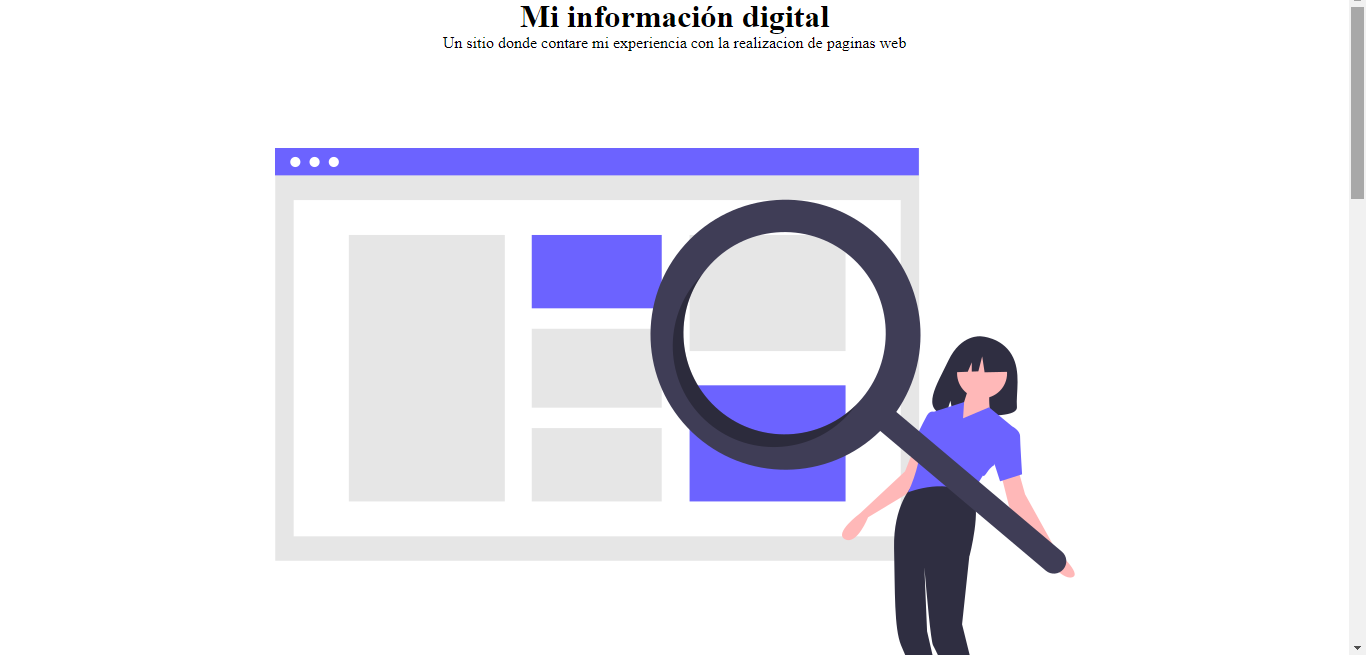 Mi información digital
Un sitio donde contare mi experiencia con la realizacion de paginas web